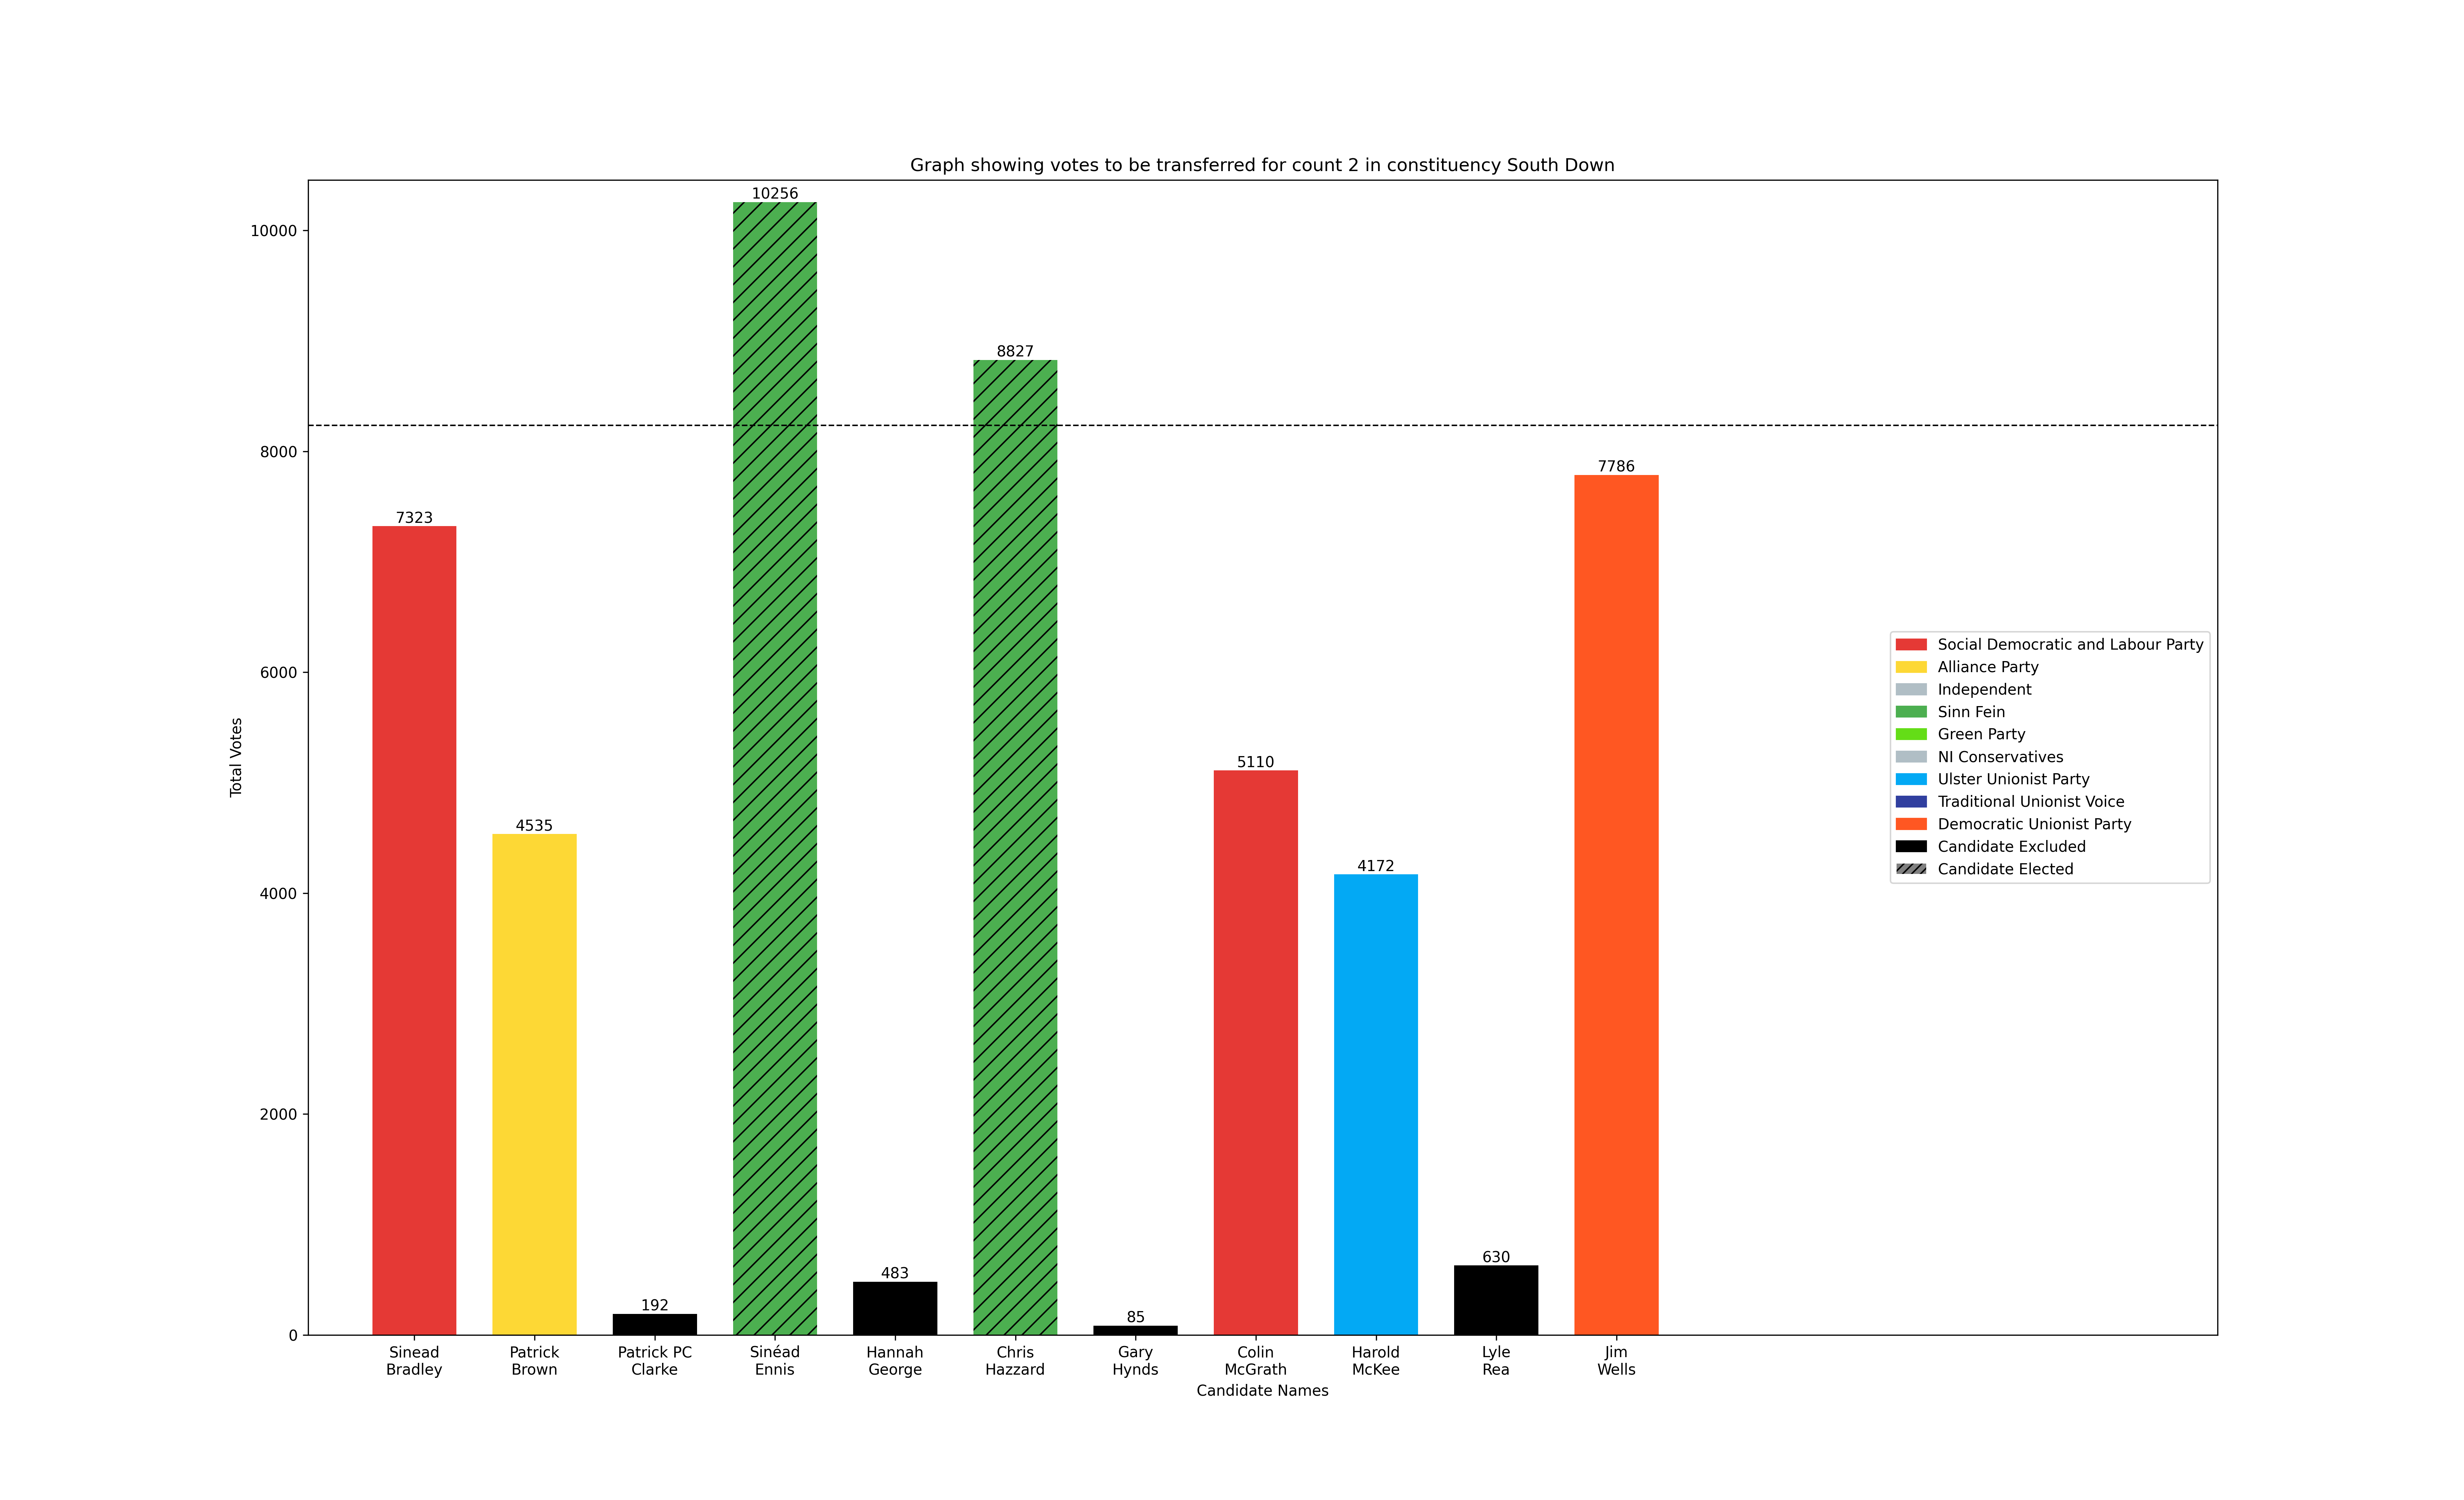 Graph showing votes to be transferred for count 2 in constituency South Down
Total Votes
10000
8000
6000
4000
2000
0
7323
4535
192
10256
483
8827
85
5110
4172
630
7786
Sinead
Bradley
Patrick
Brown
Patrick PC
Clarke
Sinéad
Ennis
Hannah
George
Chris
Hazzard
Gary
Hynds
Colin
McGrath
Harold
McKee
Lyle
Rea
Jim
Wells
Candidate Names
Social Democratic and Labour Party
Alliance Party
Independent
Sinn Fein
Green Party
NI Conservatives
Ulster Unionist Party
Traditional Unionist Voice
Democratic Unionist Party
Candidate Excluded
Candidate Elected